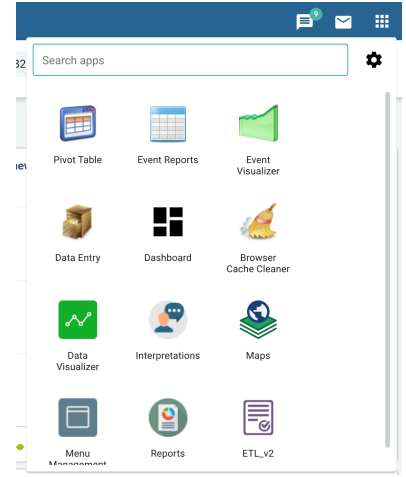 9
32
Search apps
Pivot Table
Event Reports
Event
Visualizer
Data Entry
Dashboard
Browser
Cache Cleaner
Data
Visualizer
Interpretations
Maps
Menu
Management
Reports
ETL_v2